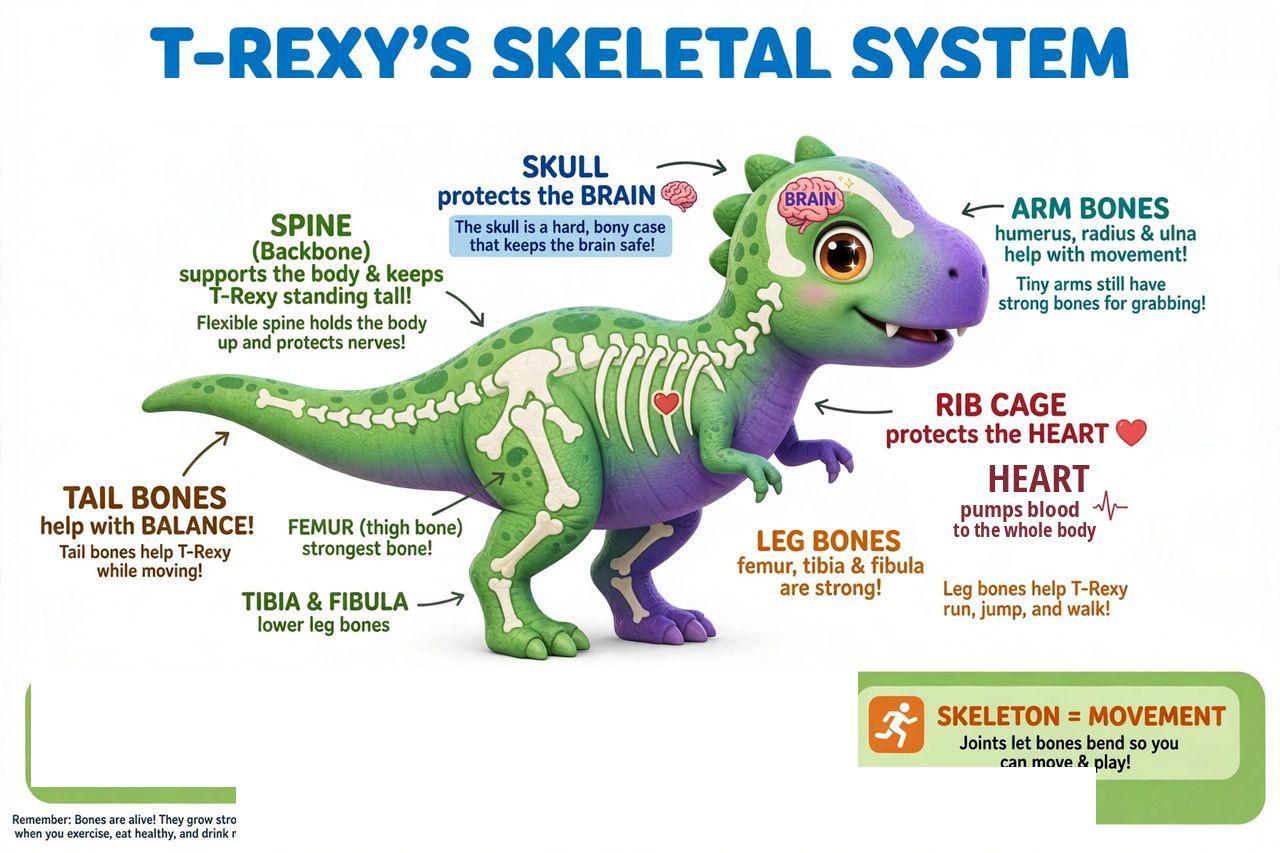 T-REXY'S SKELETAL SYSTEM
SKULL
protects the BRAIN
The skull is a hard, bony case
that keeps the brain safe!
BRAIN
ARM BONES
humerus, radius & ulna
help with movement!
Tiny arms still have
strong bones for grabbing!
SPINE
(Backbone)
supports the body & keeps
T-Rexy standing tall!
Flexible spine holds the body
up and protects nerves!
RIB CAGE
protects the HEART
HEART
pumps blood
to the whole body
TAIL BONES
help with BALANCE!
Tail bones help T-Rexy
while moving!
FEMUR (thigh bone)
strongest bone!
TIBIA & FIBULA
lower leg bones
LEG BONES
femur, tibia & fibula
are strong!
Leg bones help T-Rexy
run, jump, and walk!
SKELETON = MOVEMENT
Joints let bones bend so you
can move & play!
Remember: Bones are alive! They grow
when you exercise, eat healthy, and drink